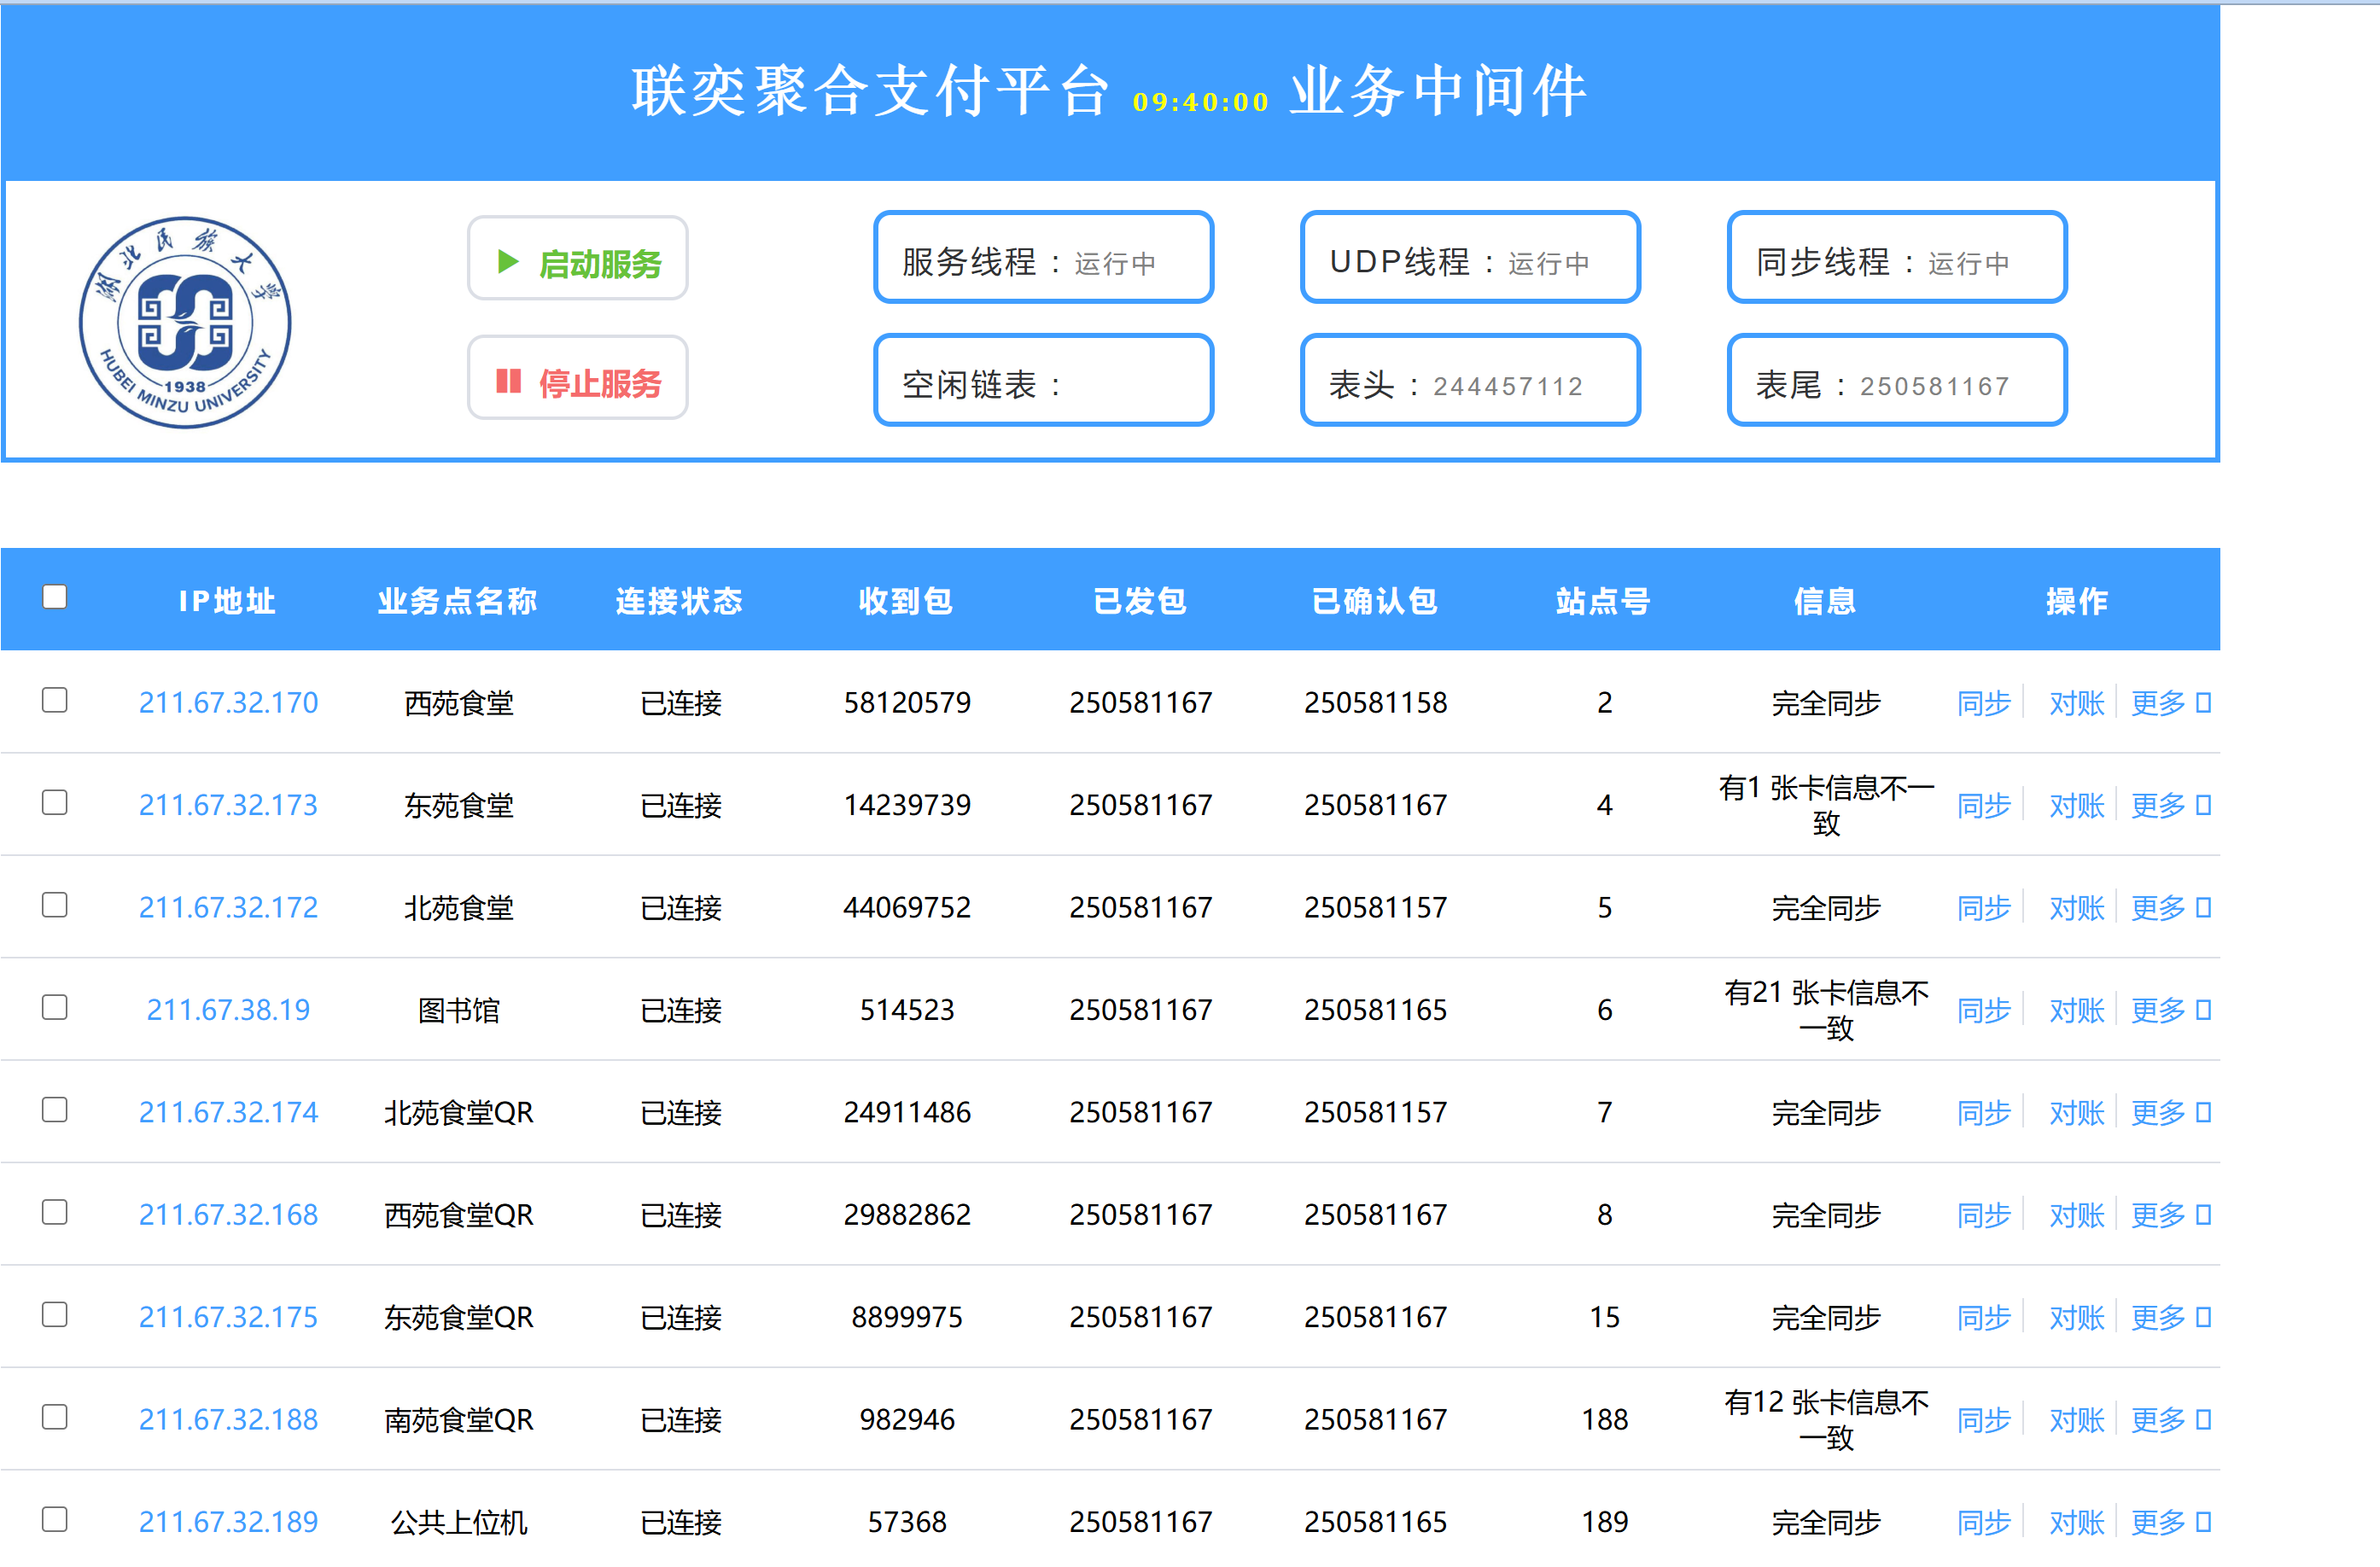 联奕聚合支付平台 09:40:00 业务中间件
湖北民族大学
1938
HUBEI MINZU UNIVERSITY
启动服务
服务线程：运行中
UDP线程：运行中
同步线程：运行中
停止服务
空闲链表：
表头：244457112
表尾：250581167
IP地址 业务点名称 连接状态 收到包 已发包 已确认包 站点号 信息 操作
211.67.32.170 西苑食堂 已连接 58120579 250581167 250581158 2 完全同步 同步 对账 更多
211.67.32.173 东苑食堂 已连接 14239739 250581167 250581167 4 有1 张卡信息不一
致 同步 对账 更多
211.67.32.172 北苑食堂 已连接 44069752 250581167 250581157 5 完全同步 同步 对账 更多
211.67.38.19 图书馆 已连接 514523 250581167 250581165 6 有21 张卡信息不
一致 同步 对账 更多
211.67.32.174 北苑食堂QR 已连接 24911486 250581167 250581157 7 完全同步 同步 对账 更多
211.67.32.168 西苑食堂QR 已连接 29882862 250581167 250581167 8 完全同步 同步 对账 更多
211.67.32.175 东苑食堂QR 已连接 8899975 250581167 250581167 15 完全同步 同步 对账 更多
211.67.32.188 南苑食堂QR 已连接 982946 250581167 250581167 188 有12 张卡信息不
一致 同步 对账 更多
211.67.32.189 公共上位机 已连接 57368 250581167 250581165 189 完全同步 同步 对账 更多